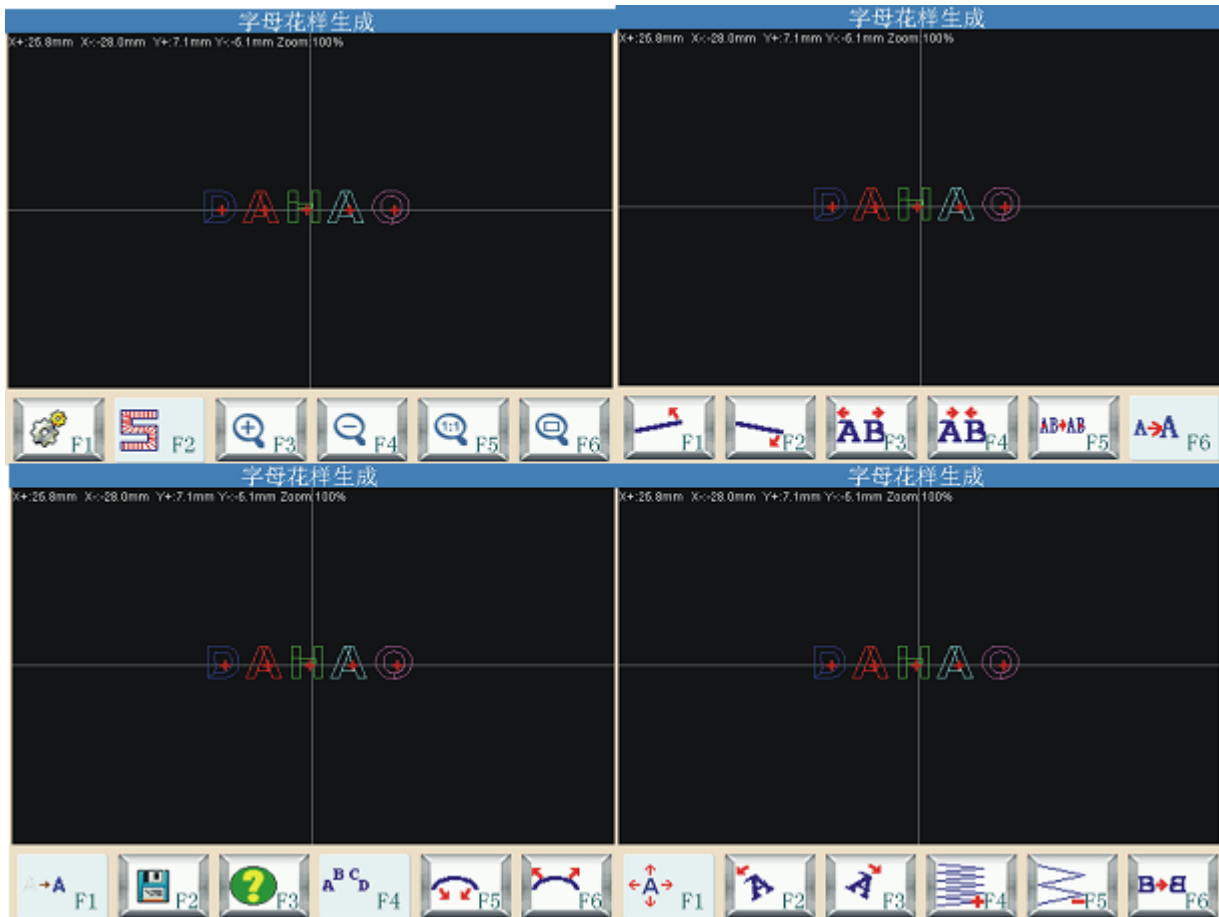 字母花样生成
X+:25.8mm X-:-28.0mm Y+:7.1mm Y-:-5.1mm Zoom:100%
DAHAO
F1 F2 F3 F4 1:1 F5 F6
字母花样生成
X+:25.8mm X-:-28.0mm Y+:7.1mm Y-:-5.1mm Zoom:100%
DAHAO
F1 F2 AB F3 AB F4 AB→AB F5 A→A F6
字母花样生成
X+:25.8mm X-:-28.0mm Y+:7.1mm Y-:-5.1mm Zoom:100%
DAHAO
A→A F1 F2 ? F3 ABCD F4 F5 F6
字母花样生成
X+:25.8mm X-:-28.0mm Y+:7.1mm Y-:-5.1mm Zoom:100%
DAHAO
A F1 A F2 A F3 F4 F5 B→B F6